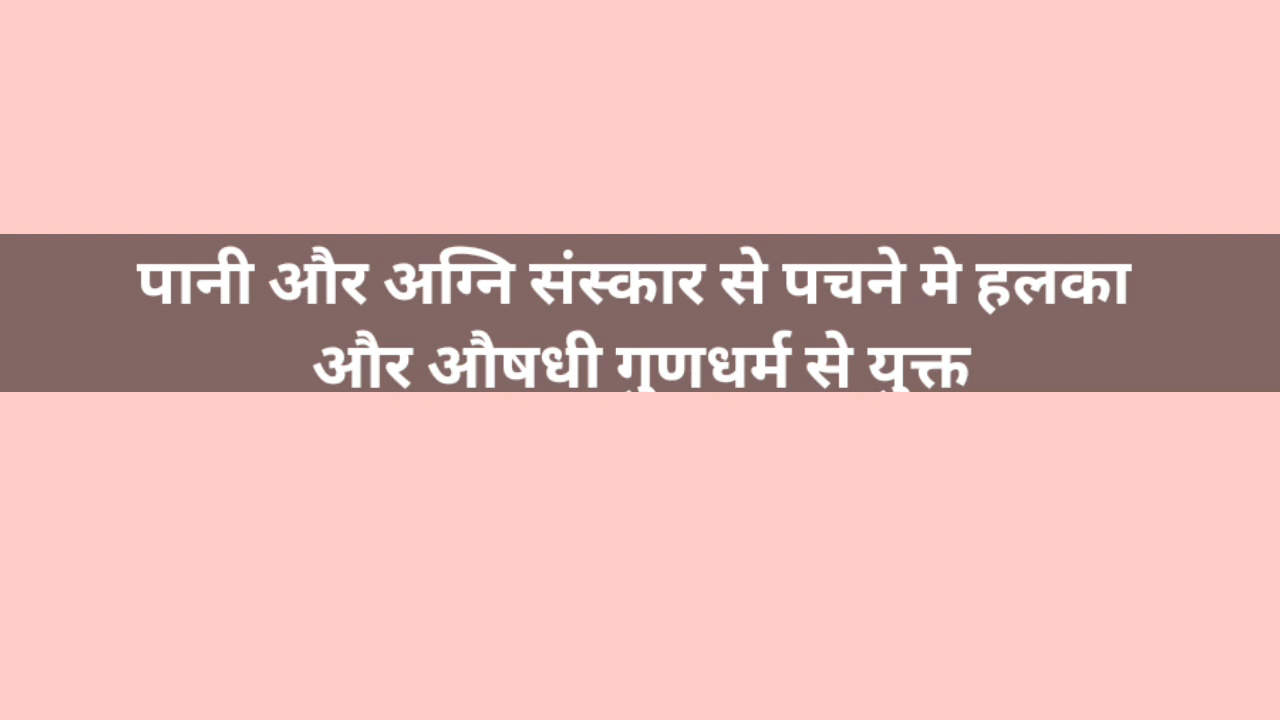 पानी और अग्नि संस्कार से पचने मे हलका
और औषधी गुणधर्म से युक्त